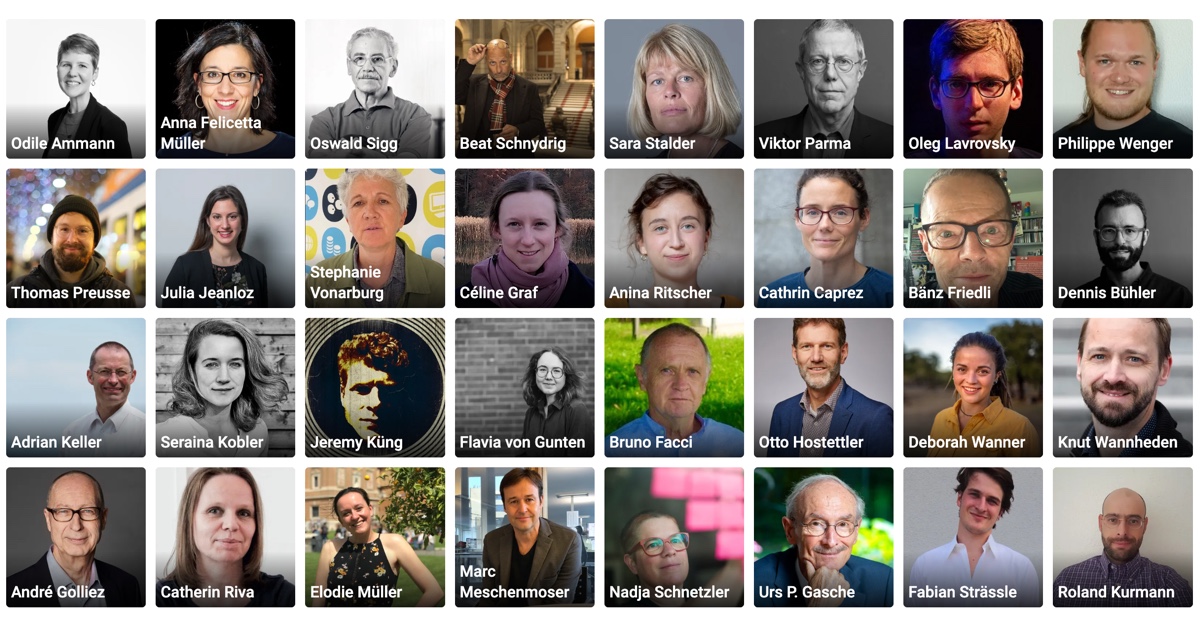 Odile Ammann
Anna Felicetta
Müller
Oswald Sigg
Beat Schnydrig
Sara Stalder
Viktor Parma
Oleg Lavrovsky
Philippe Wenger
Thomas Preusse
Julia Jeanloz
Stephanie
Vonarburg
Céline Graf
Anina Ritscher
Cathrin Caprez
Bänz Friedli
Dennis Bühler
Adrian Keller
Seraina Kobler
Jeremy Küng
Flavia von Gunten
Bruno Facci
Otto Hostettler
Deborah Wanner
Knut Wannheden
André Golliez
Catherin Riva
Elodie Müller
Marc
Meschenmoser
Nadja Schnetzler
Urs P. Gasche
Fabian Strässle
Roland Kurmann